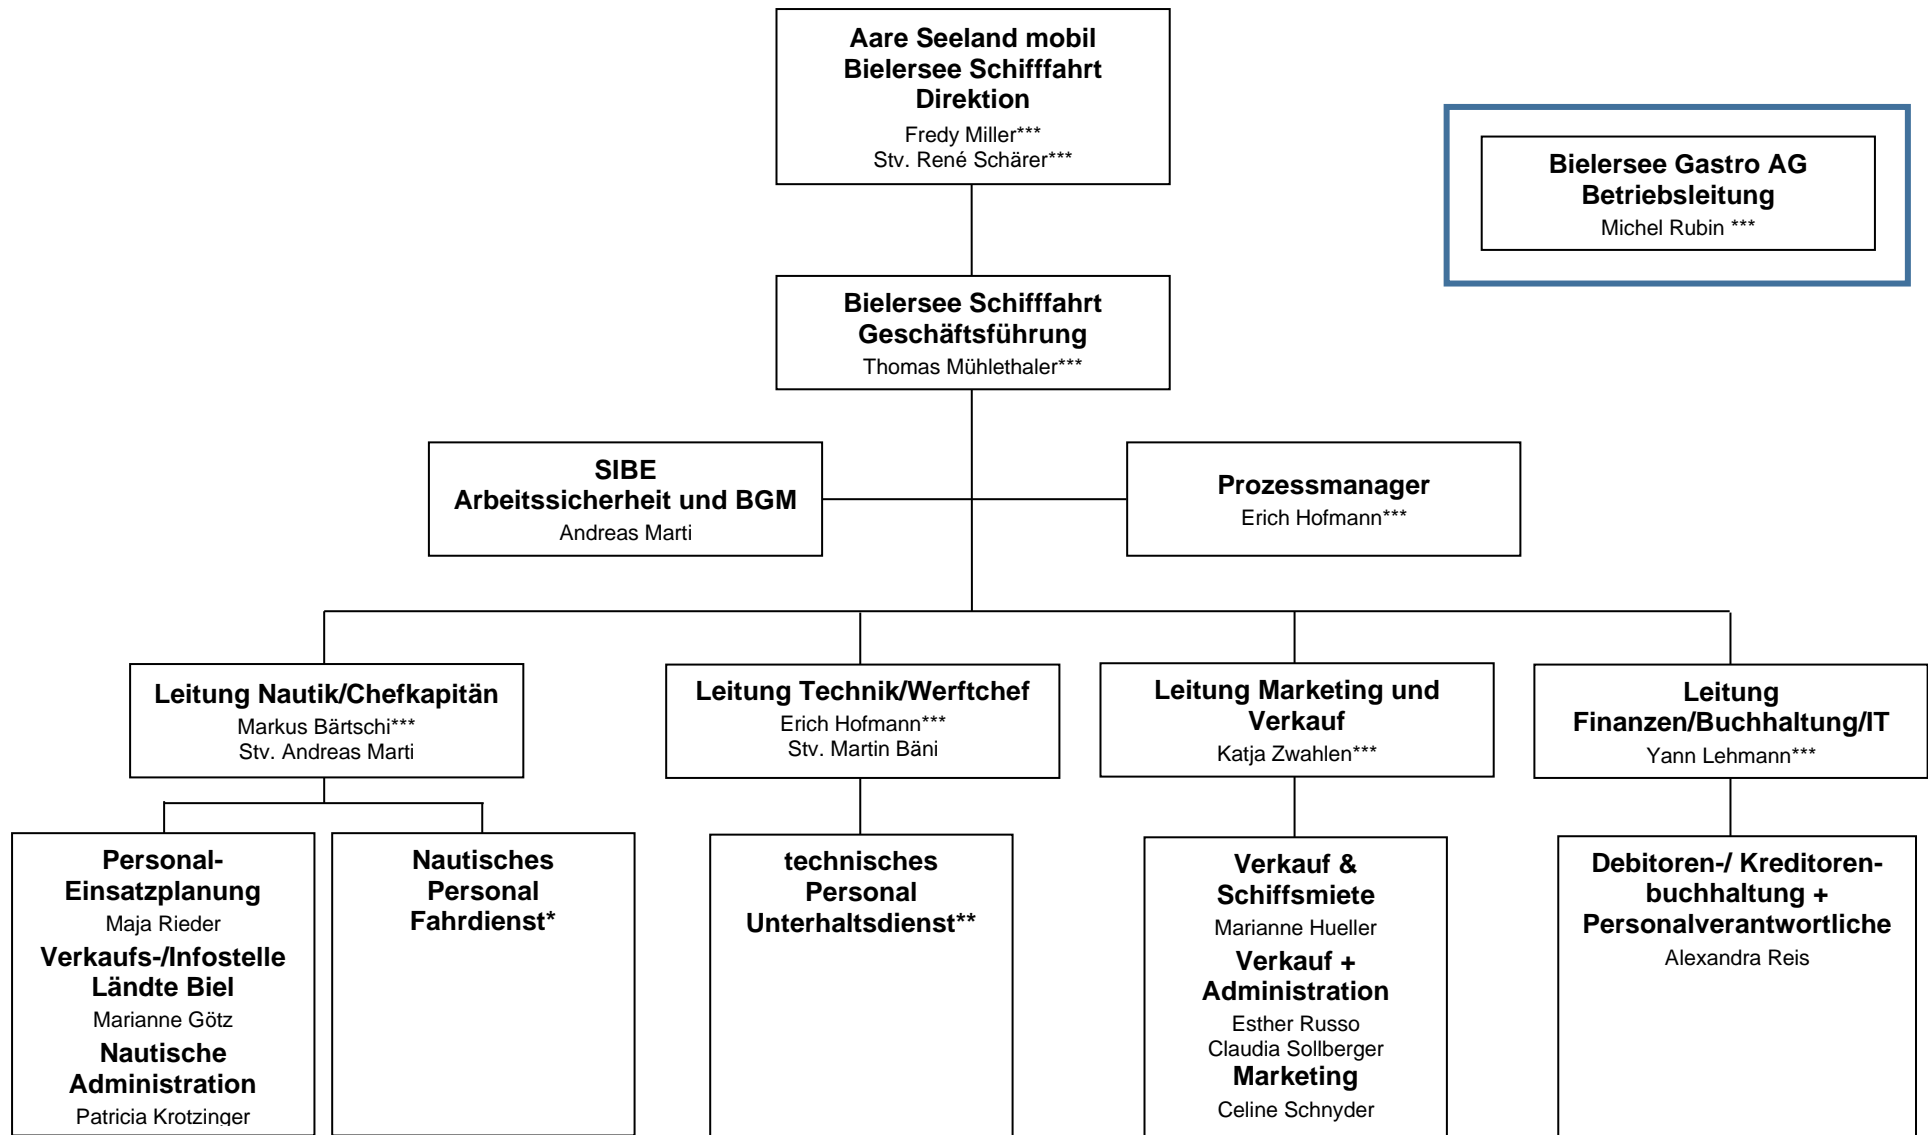 Aare Seeland mobil
Bielersee Schifffahrt
Direktion
Fredy Miller***
Stv. René Schärer***
Bielersee Gastro AG
Betriebsleitung
Michel Rubin ***
Bielersee Schifffahrt
Geschäftsführung
Thomas Mühlethaler***
SIBE
Arbeitssicherheit und BGM
Andreas Marti
Prozessmanager
Erich Hofmann***
Leitung Nautik/Chefkapitän
Markus Bärtschi***
Stv. Andreas Marti
Leitung Technik/Werftchef
Erich Hofmann***
Stv. Martin Bäni
Leitung Marketing und
Verkauf
Katja Zwahlen***
Leitung
Finanzen/Buchhaltung/IT
Yann Lehmann***
Personal-
Einsatzplanung
Maja Rieder
Verkaufs-/Infostelle
Ländte Biel
Marianne Götz
Nautische
Administration
Patricia Krotzinger
Nautisches
Personal
Fahrdienst*
technisches
Personal
Unterhaltsdienst**
Verkauf &
Schiffsmiete
Marianne Hueller
Verkauf +
Administration
Esther Russo
Claudia Sollberger
Marketing
Celine Schnyder
Debitoren-/ Kreditoren-
buchhaltung +
Personalverantwortliche
Alexandra Reis